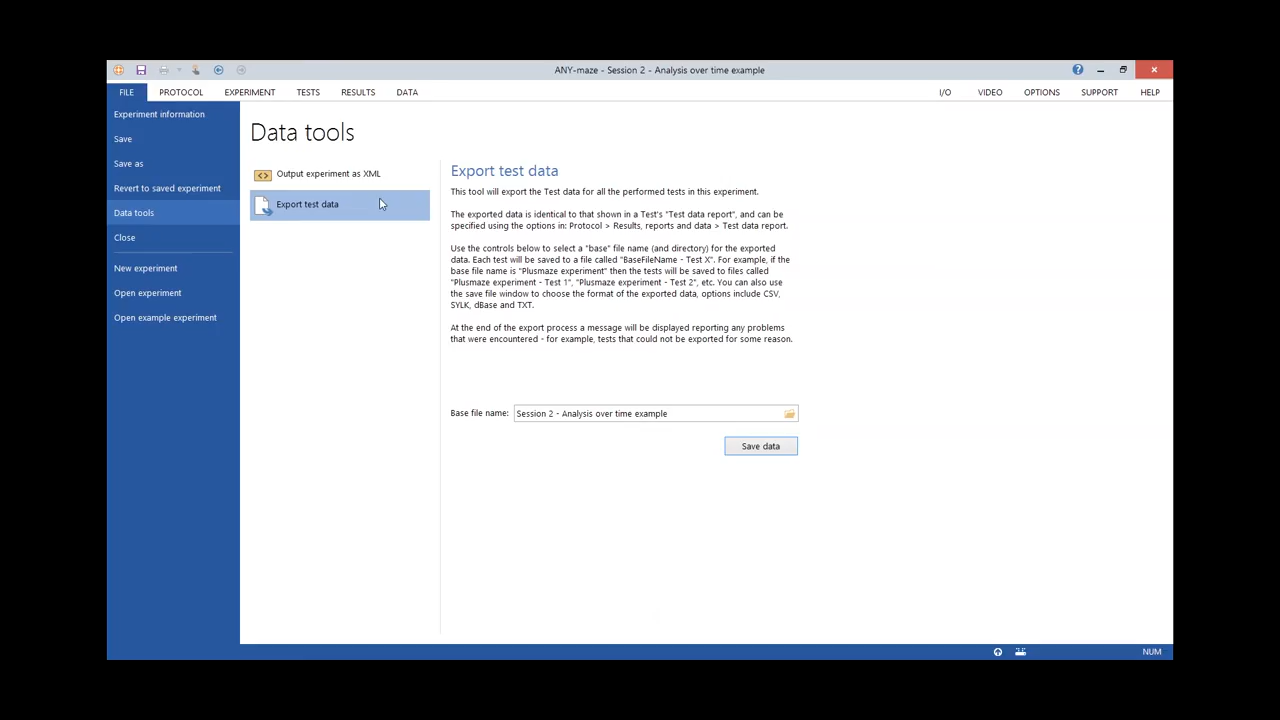 ANY-maze - Session 2 - Analysis over time example
FILE PROTOCOL EXPERIMENT TESTS RESULTS DATA I/O VIDEO OPTIONS SUPPORT HELP
Experiment information
Save
Save as
Revert to saved experiment
Data tools
Close
New experiment
Open experiment
Open example experiment
Data tools
Output experiment as XML
Export test data
Export test data
This tool will export the Test data for all the performed tests in this experiment.
The exported data is identical to that shown in a Test's "Test data report", and can be
specified using the options in: Protocol > Results, reports and data > Test data report.
Use the controls below to select a "base" file name (and directory) for the exported
data. Each test will be saved to a file called "BaseFileName - Test X". For example, if the
base file name is "Plusmaze experiment" then the tests will be saved to files called
"Plusmaze experiment - Test 1", "Plusmaze experiment - Test 2", etc. You can also use
the save file window to choose the format of the exported data, options include CSV,
SYLK, dBase and TXT.
At the end of the export process a message will be displayed reporting any problems
that were encountered - for example, tests that could not be exported for some reason.
Base file name: Session 2 - Analysis over time example
Save data
NUM